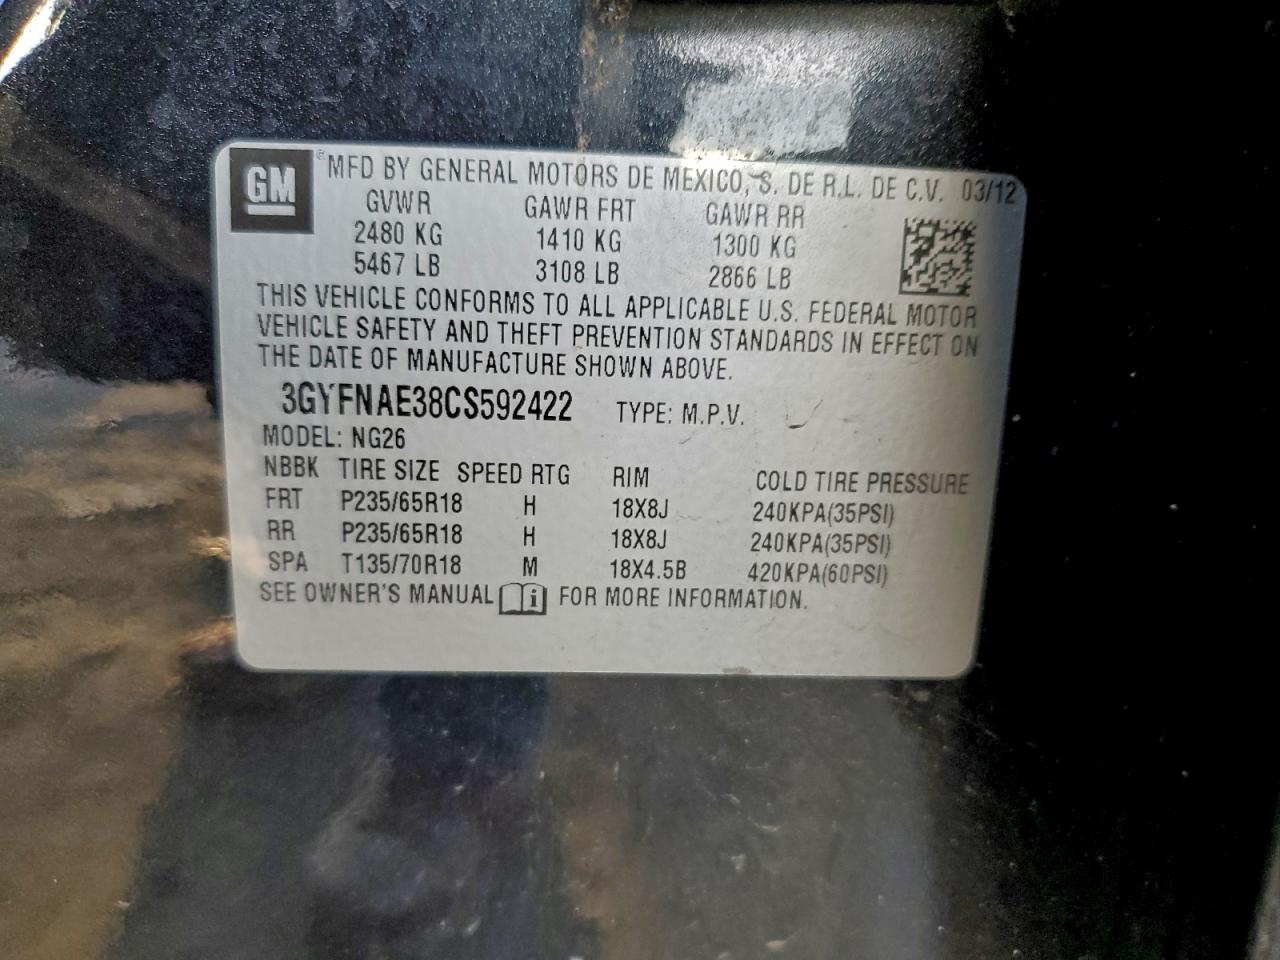 GM ® MFD BY GENERAL MOTORS DE MEXICO, S. DE R.L. DE C.V. 03/12
GVWR GAWR FRT GAWR RR
2480 KG 1410 KG 1300 KG
5467 LB 3108 LB 2866 LB
THIS VEHICLE CONFORMS TO ALL APPLICABLE U.S. FEDERAL MOTOR
VEHICLE SAFETY AND THEFT PREVENTION STANDARDS IN EFFECT ON
THE DATE OF MANUFACTURE SHOWN ABOVE.
3GYFNAE38CS592422 TYPE: M.P.V.
MODEL: NG26
NBBK TIRE SIZE SPEED RTG RIM COLD TIRE PRESSURE
FRT P235/65R18 H 18X8J 240KPA(35PSI)
RR P235/65R18 H 18X8J 240KPA(35PSI)
SPA T135/70R18 M 18X4.5B 420KPA(60PSI)
SEE OWNER'S MANUAL i FOR MORE INFORMATION.